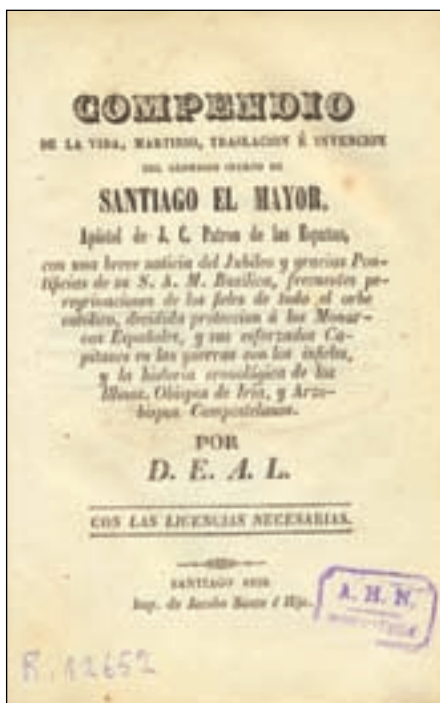 COMPENDIO
DE LA VIDA, MARTIRIO, TRASLACION É INVENCION
DEL GLORIOSO CUERPO DE
SANTIAGO EL MAYOR,
Apóstol de J. C. Patron de las Españas,
con una breve noticia del Jubileo y gracias Pon-
tificias de su S. A. M. Basilica, frecuentes pe-
regrinaciones de los fieles de todo el orbe
católico, decidida proteccion á los Monar-
cas Españoles, y sus esforzados Ca-
pitanes en las guerras con los infieles,
y la historia cronológica de los
Illmos. Obispos de Iria, y Arzo-
bispos Compostelanos.
POR
D. E. A. L.
CON LAS LICENCIAS NECESARIAS.
SANTIAGO
Imp. de Jacobo Souto é Hijo.
A. H. N.
R. 12652